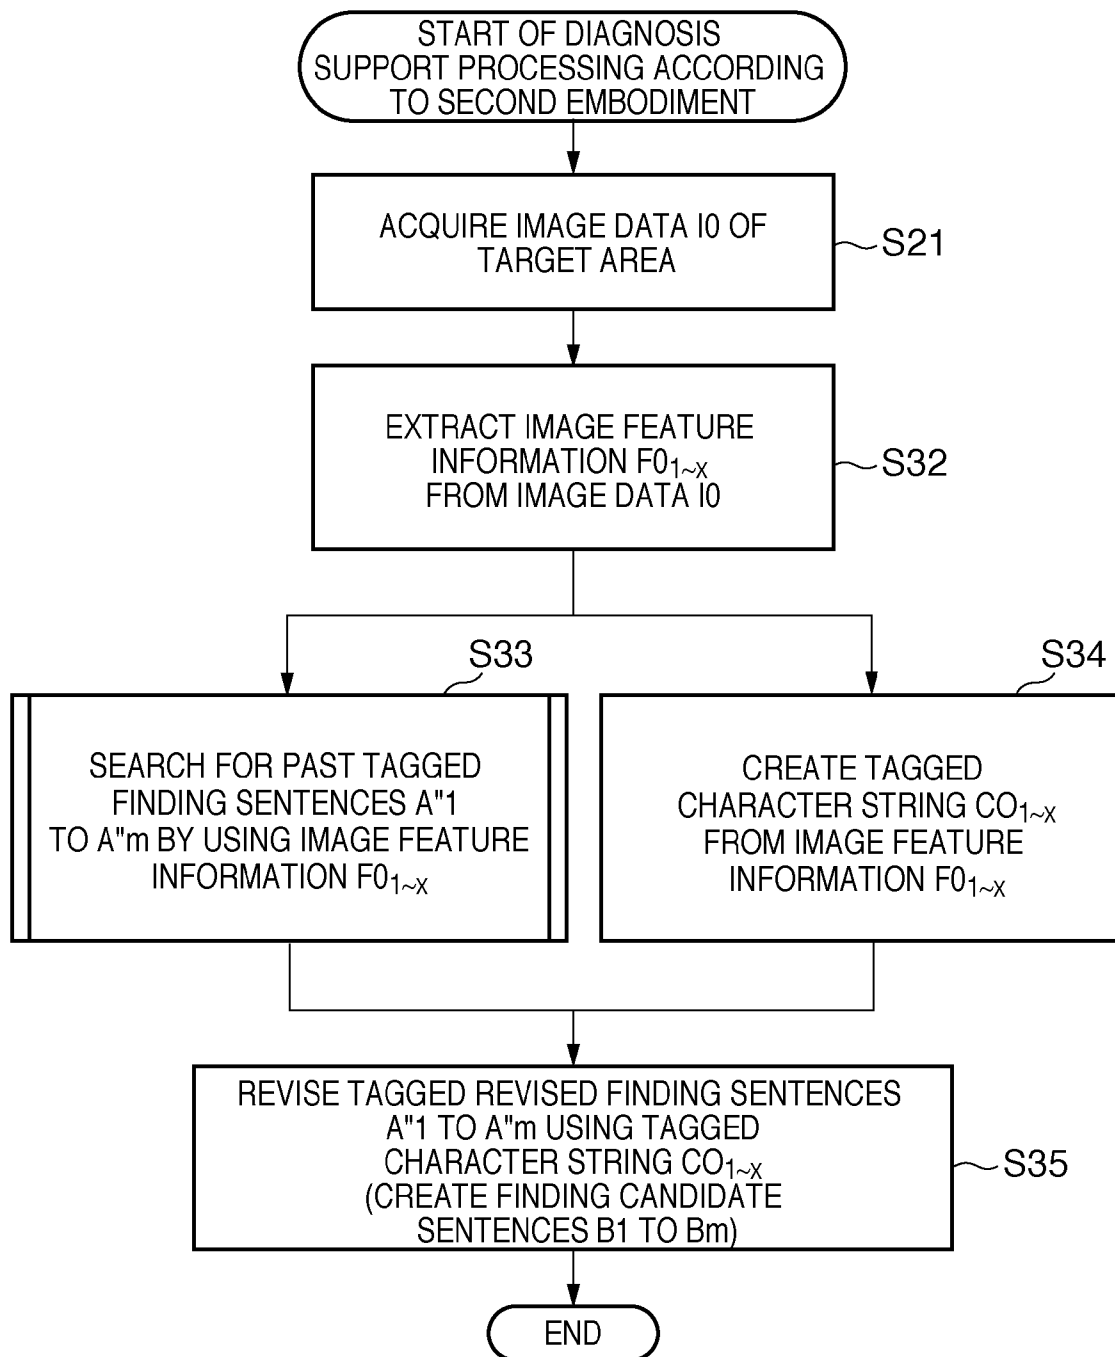 START OF DIAGNOSIS
SUPPORT PROCESSING ACCORDING
TO SECOND EMBODIMENT
ACQUIRE IMAGE DATA I0 OF
TARGET AREA
S21
EXTRACT IMAGE FEATURE
INFORMATION F0₁~ₓ
FROM IMAGE DATA I0
S32
S33
SEARCH FOR PAST TAGGED
FINDING SENTENCES A"1
TO A"m BY USING IMAGE FEATURE
INFORMATION F0₁~ₓ
S34
CREATE TAGGED
CHARACTER STRING CO₁~ₓ
FROM IMAGE FEATURE
INFORMATION F0₁~ₓ
REVISE TAGGED REVISED FINDING SENTENCES
A"1 TO A"m USING TAGGED
CHARACTER STRING CO₁~ₓ
(CREATE FINDING CANDIDATE
SENTENCES B1 TO Bm)
S35
END